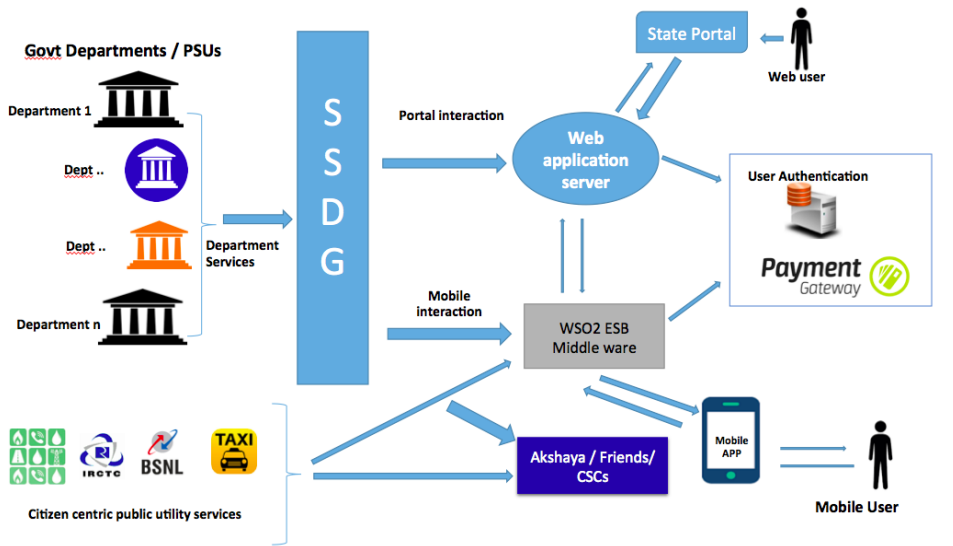 Govt Departments / PSUs
Department 1
Dept ..
Dept ..
Department n
Department
Services
S
S
D
G
Portal interaction
Mobile
interaction
State Portal
Web user
Web
application
server
User Authentication
Payment
Gateway
WSO2 ESB
Middle ware
Akshaya / Friends/
CSCs
Mobile
APP
Mobile User
IRCTC
BSNL
TAXI
Citizen centric public utility services